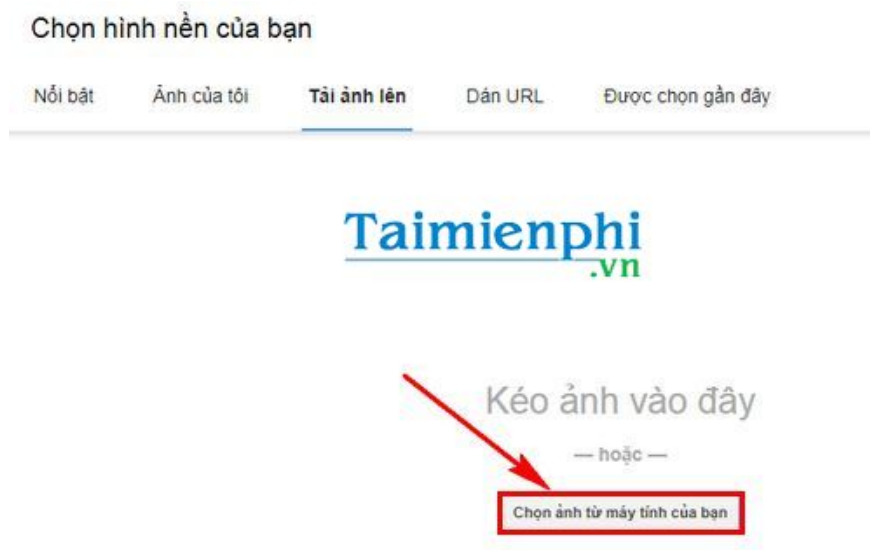 Chọn hình nền của bạn
Nổi bật Ảnh của tôi Tải ảnh lên Dán URL Được chọn gần đây
Taimienphi
.vn
Kéo ảnh vào đây
— hoặc —
Chọn ảnh từ máy tính của bạn